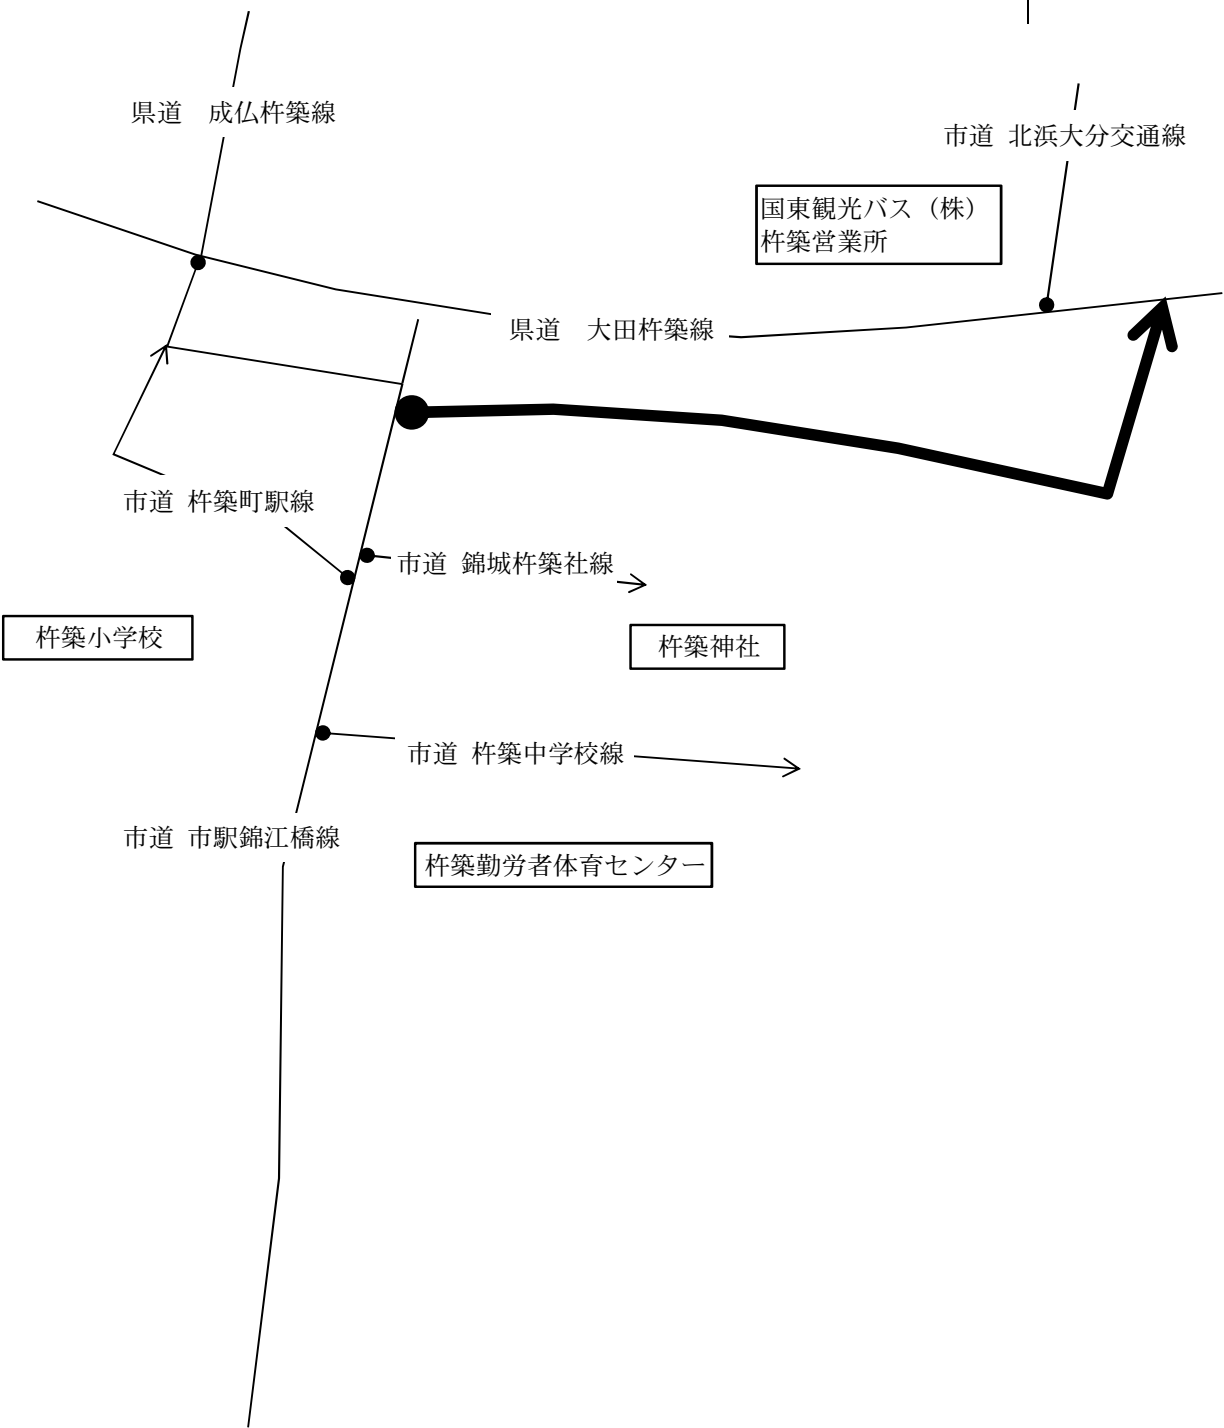 県道　成仏杵築線
市道 北浜大分交通線
国東観光バス（株）
杵築営業所
県道　大田杵築線
市道 杵築町駅線
市道 錦城杵築社線
杵築小学校
杵築神社
市道 杵築中学校線
市道 市駅錦江橋線
杵築勤労者体育センター